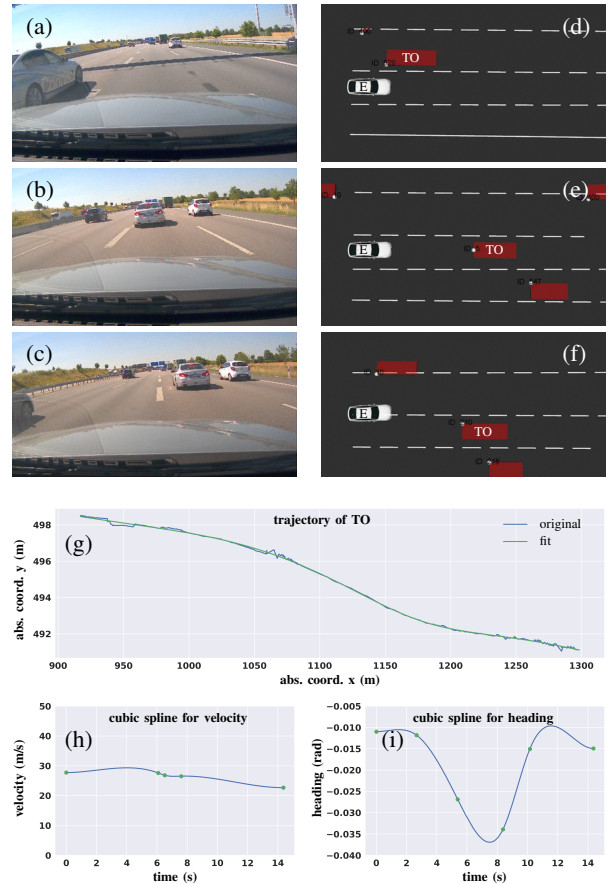 (a)
(d)
TO
E
(b)
(e)
E
TO
(c)
(f)
E
TO
trajectory of TO
(g)
original
fit
498
496
494
492
abs. coord. y (m)
900 950 1000 1050 1100 1150 1200 1250 1300
abs. coord. x (m)
cubic spline for velocity
(h)
50
40
30
20
10
0
velocity (m/s)
0 2 4 6 8 10 12 14
time (s)
cubic spline for heading
(i)
−0.005
−0.010
−0.015
−0.020
−0.025
−0.030
−0.035
−0.040
heading (rad)
0 2 4 6 8 10 12 14
time (s)